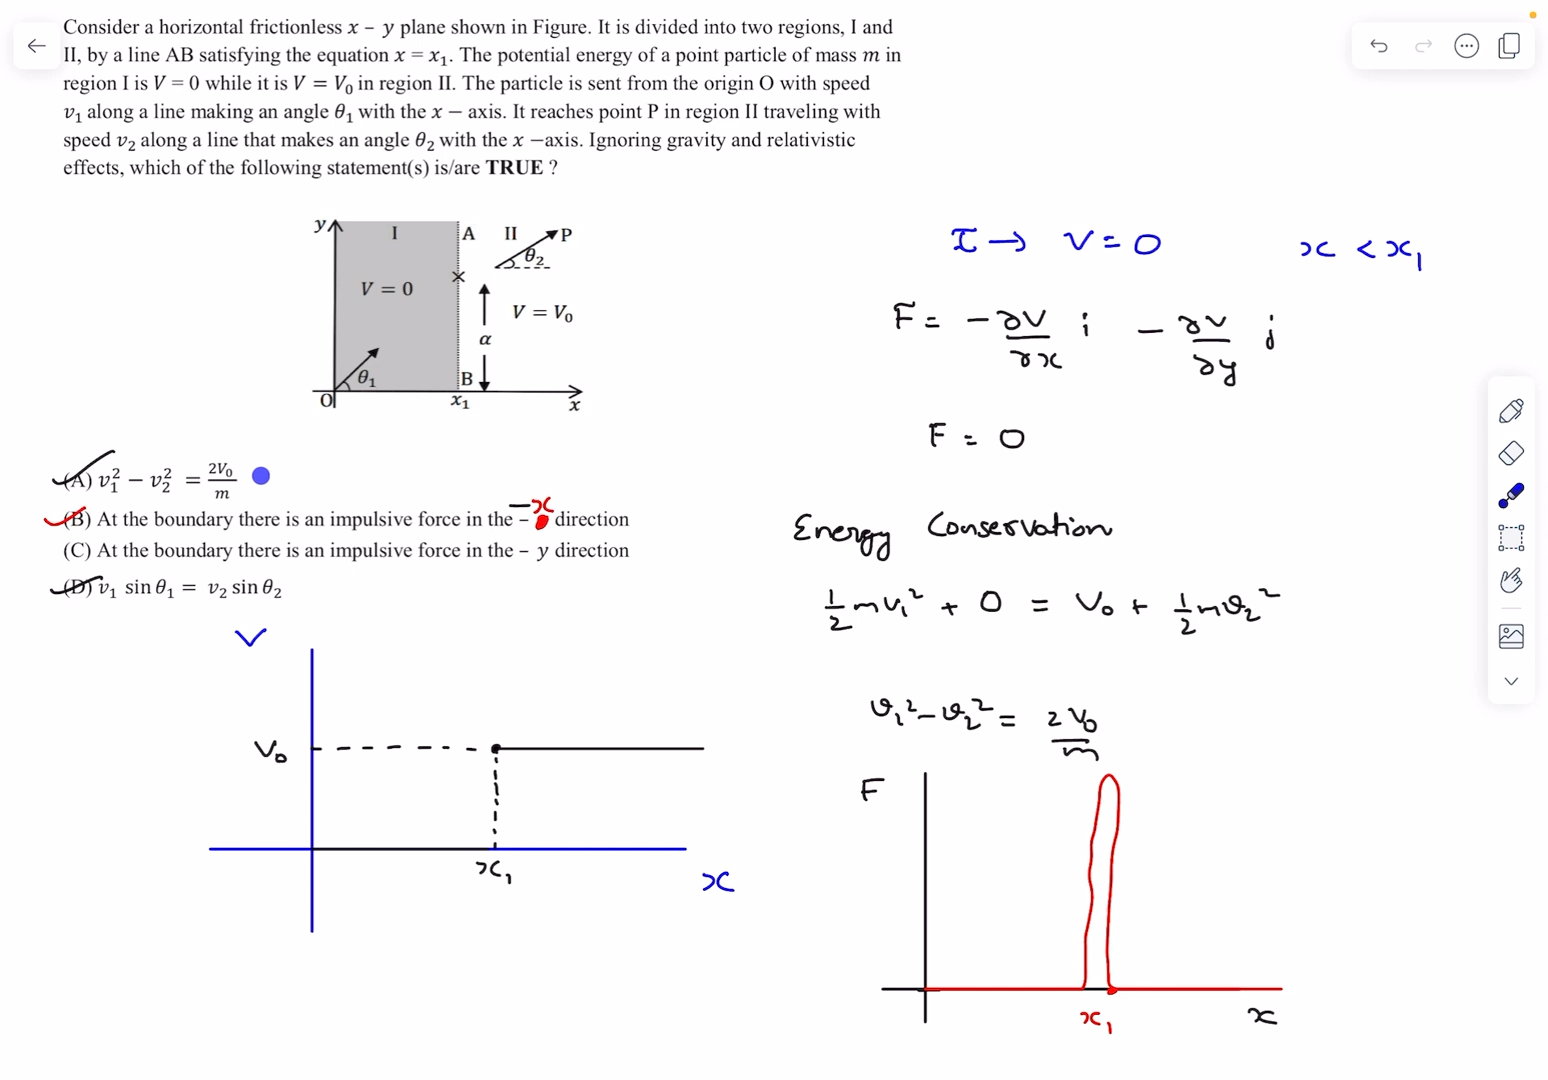 Consider a horizontal frictionless x – y plane shown in Figure. It is divided into two regions, I and
II, by a line AB satisfying the equation x = x₁. The potential energy of a point particle of mass m in
region I is V = 0 while it is V = V₀ in region II. The particle is sent from the origin O with speed
v₁ along a line making an angle θ₁ with the x – axis. It reaches point P in region II traveling with
speed v₂ along a line that makes an angle θ₂ with the x –axis. Ignoring gravity and relativistic
effects, which of the following statement(s) is/are TRUE ?
y I A II P
θ₂
V = 0
V = V₀
α
θ₁ B
O x₁ x
(A) v₁² − v₂² = 2V₀/m
(B) At the boundary there is an impulsive force in the – −x direction
(C) At the boundary there is an impulsive force in the – y direction
(D) v₁ sin θ₁ = v₂ sin θ₂
V
V₀
x₁
x
I → V = 0 x < x₁
F = −∂V/∂x i − ∂V/∂y j
F = 0
Energy Conservation
1/2 mv₁² + 0 = V₀ + 1/2 mv₂²
v₁² − v₂² = 2V₀/m
F
x₁ x